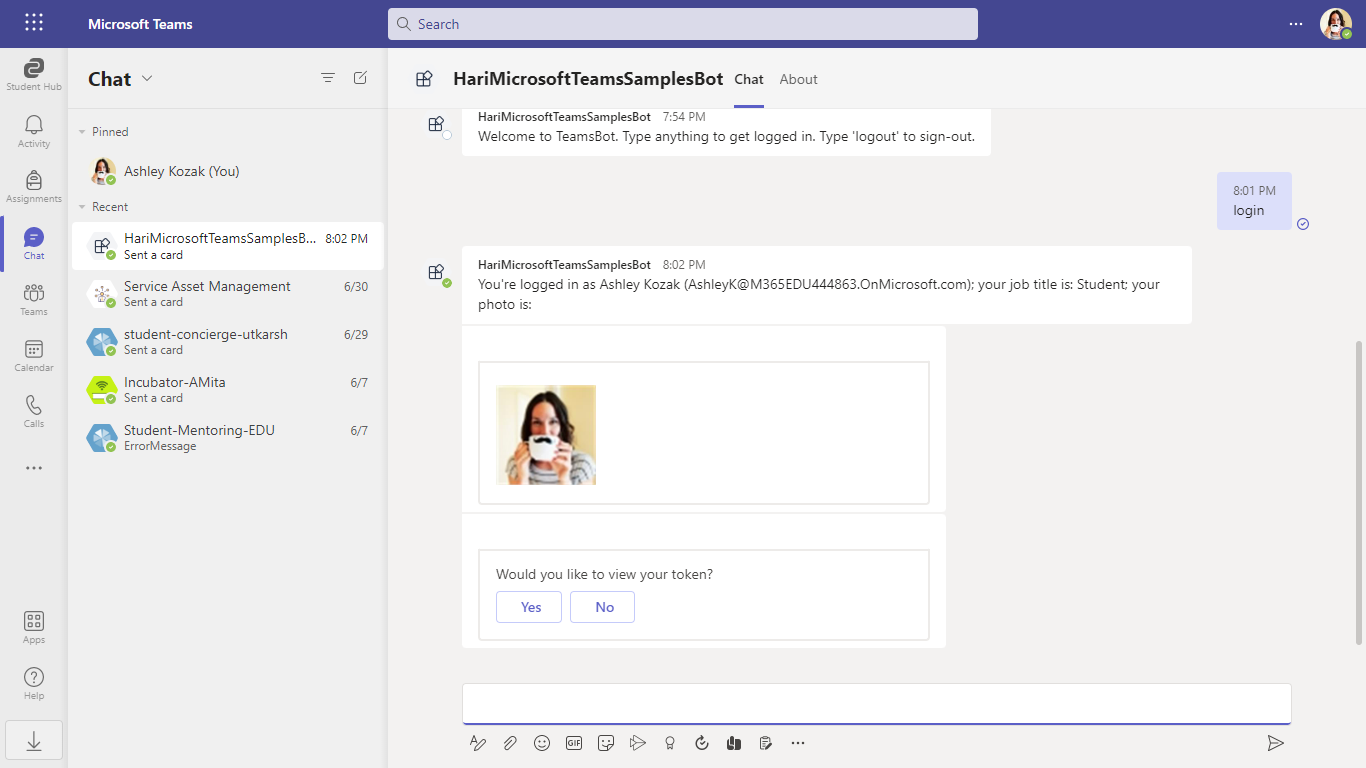 Microsoft Teams
Search
Student Hub
Activity
Assignments
Chat
Teams
Calendar
Calls
Apps
Help
Chat
Pinned
Ashley Kozak (You)
Recent
HariMicrosoftTeamsSamplesB... 8:02 PM
Sent a card
Service Asset Management 6/30
Sent a card
student-concierge-utkarsh 6/29
Sent a card
Incubator-AMita 6/7
Sent a card
Student-Mentoring-EDU 6/7
ErrorMessage
HariMicrosoftTeamsSamplesBot Chat About
HariMicrosoftTeamsSamplesBot 7:54 PM
Welcome to TeamsBot. Type anything to get logged in. Type 'logout' to sign-out.
8:01 PM
login
HariMicrosoftTeamsSamplesBot 8:02 PM
You're logged in as Ashley Kozak (AshleyK@M365EDU444863.OnMicrosoft.com); your job title is: Student; your
photo is:
Would you like to view your token?
Yes No
GIF